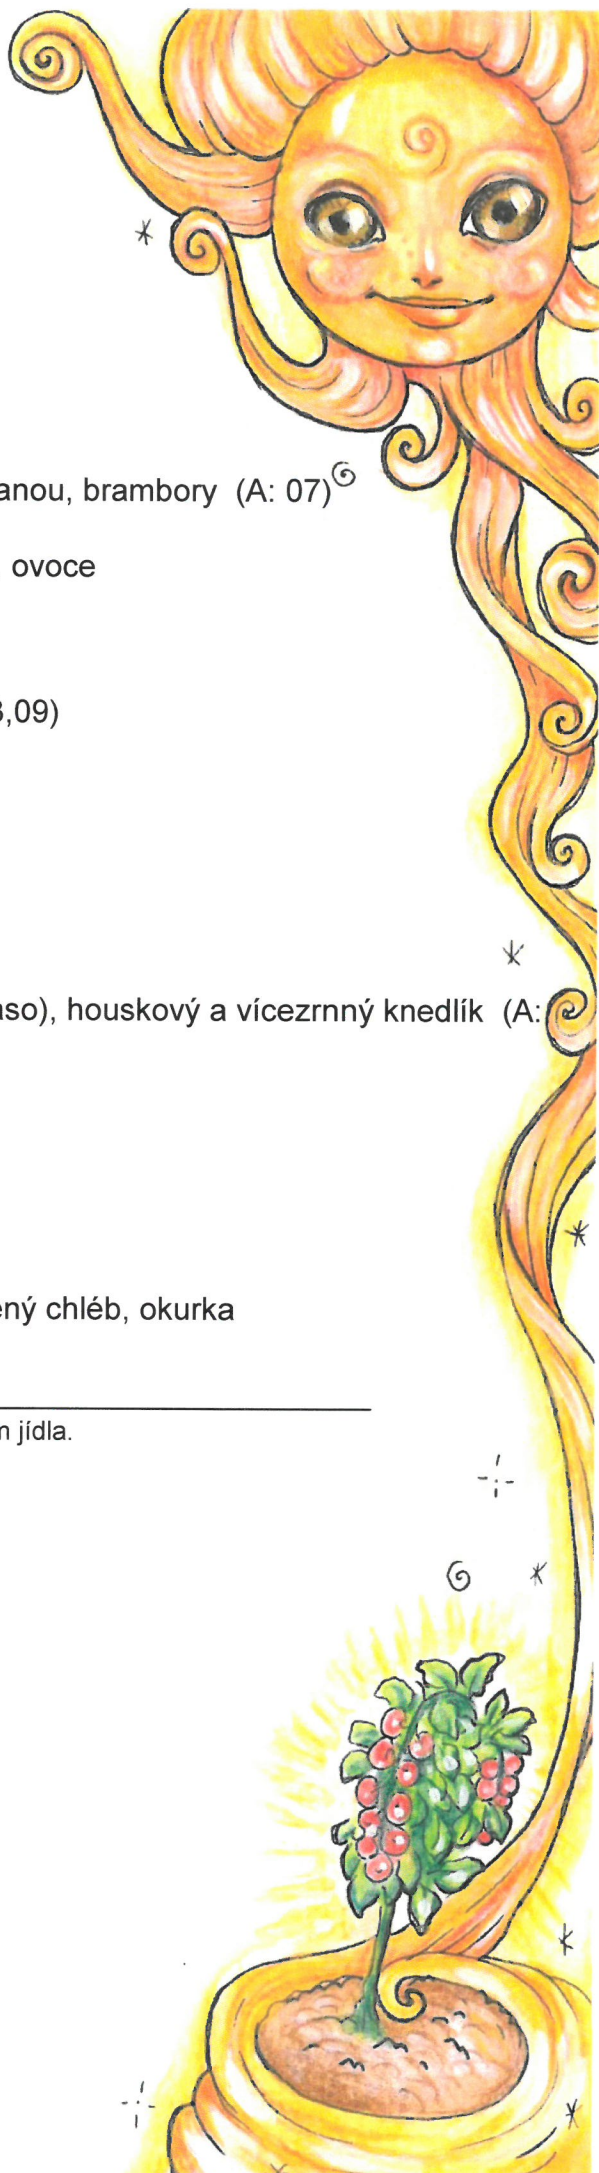 anou, brambory (A: 07)
ovoce
,09)
aso), houskový a vícezrnný knedlík (A:
ený chléb, okurka
m jídla.